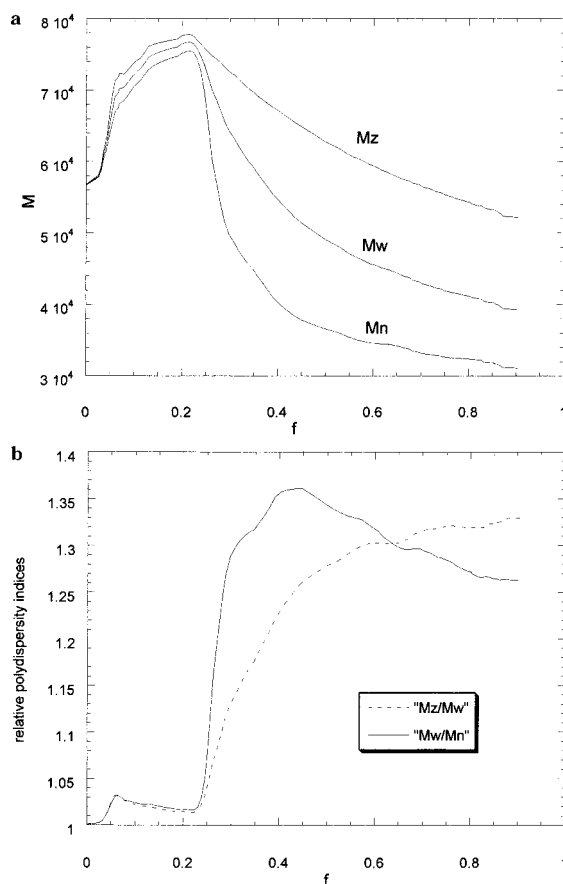 a
8 10⁴
7 10⁴
6 10⁴
5 10⁴
4 10⁴
3 10⁴
M
Mz
Mw
Mn
0 0.2 0.4 0.6 0.8 1
f
b
1.4
1.35
1.3
1.25
1.2
1.15
1.1
1.05
1
relative polydispersity indices
"Mz/Mw"
"Mw/Mn"
0 0.2 0.4 0.6 0.8 1
f